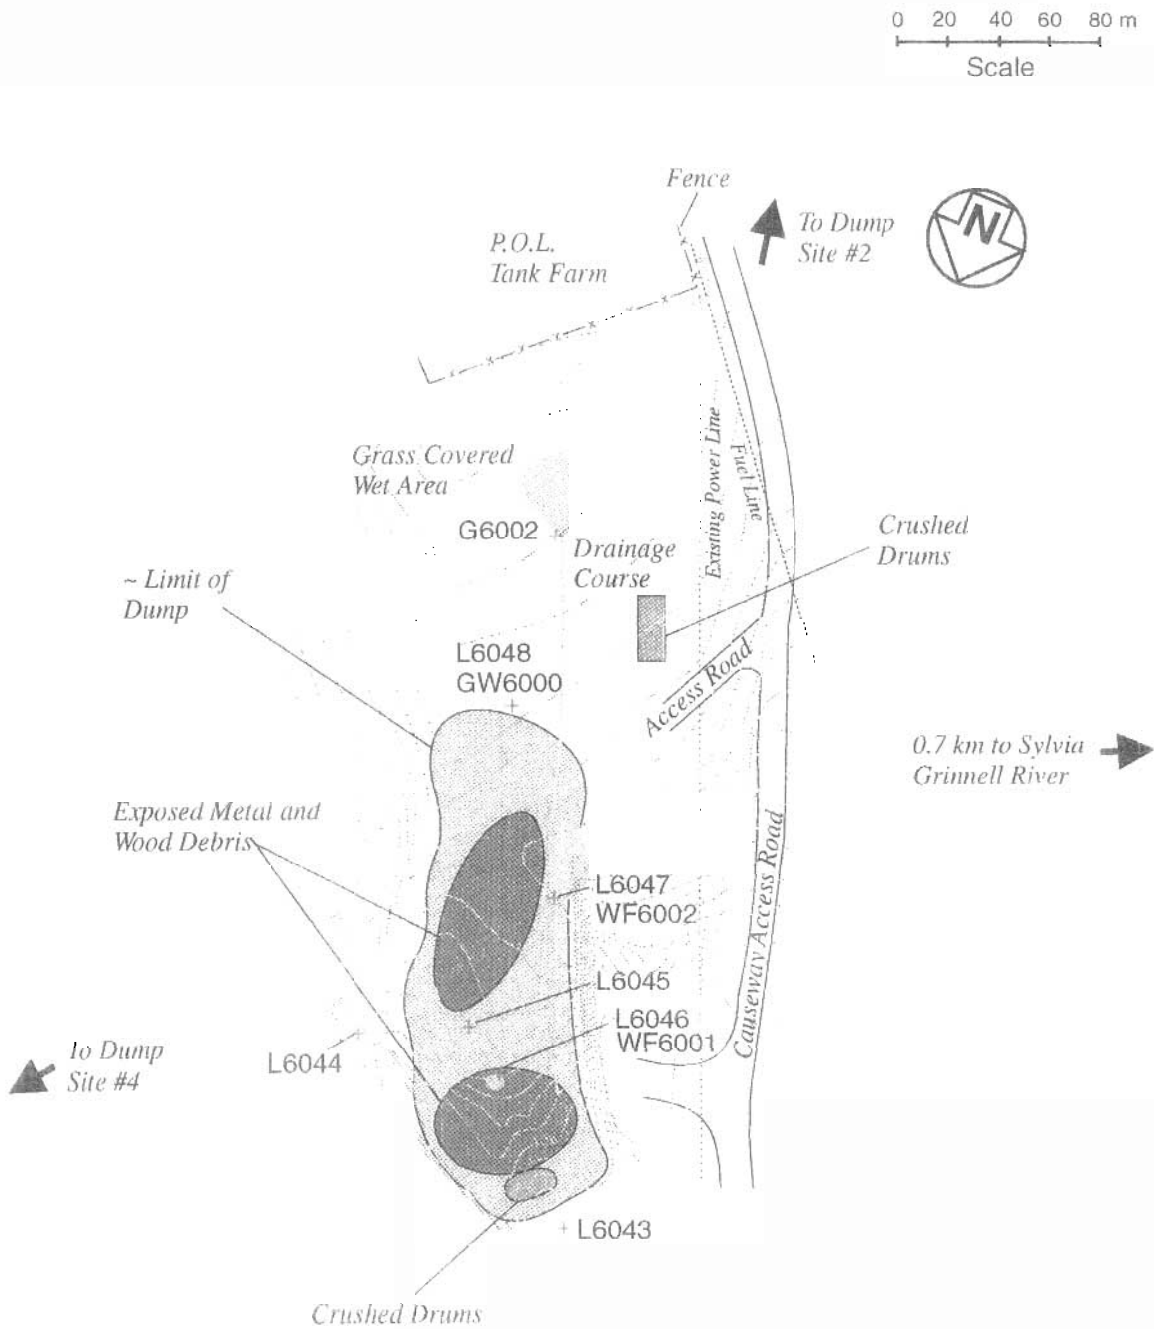 0 20 40 60 80 m
Scale
Fence
To Dump
Site #2
N
P.O.L.
Tank Farm
Grass Covered
Wet Area
G6002
Existing Power Line
Fuel Line
Crushed
Drums
Drainage
Course
~ Limit of
Dump
L6048
GW6000
Access Road
0.7 km to Sylvia
Grinnell River
Exposed Metal and
Wood Debris
Causeway Access Road
L6047
WF6002
L6045
L6046
WF6001
L6044
To Dump
Site #4
L6043
Crushed Drums